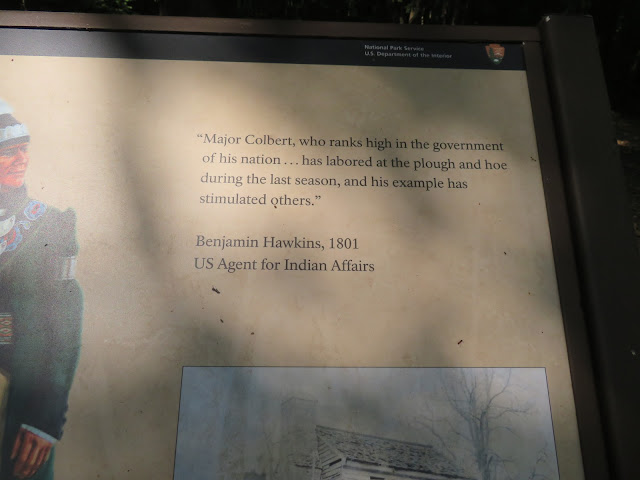 National Park Service
U.S. Department of the Interior
“Major Colbert, who ranks high in the government
of his nation ... has labored at the plough and hoe
during the last season, and his example has
stimulated others.”
Benjamin Hawkins, 1801
US Agent for Indian Affairs